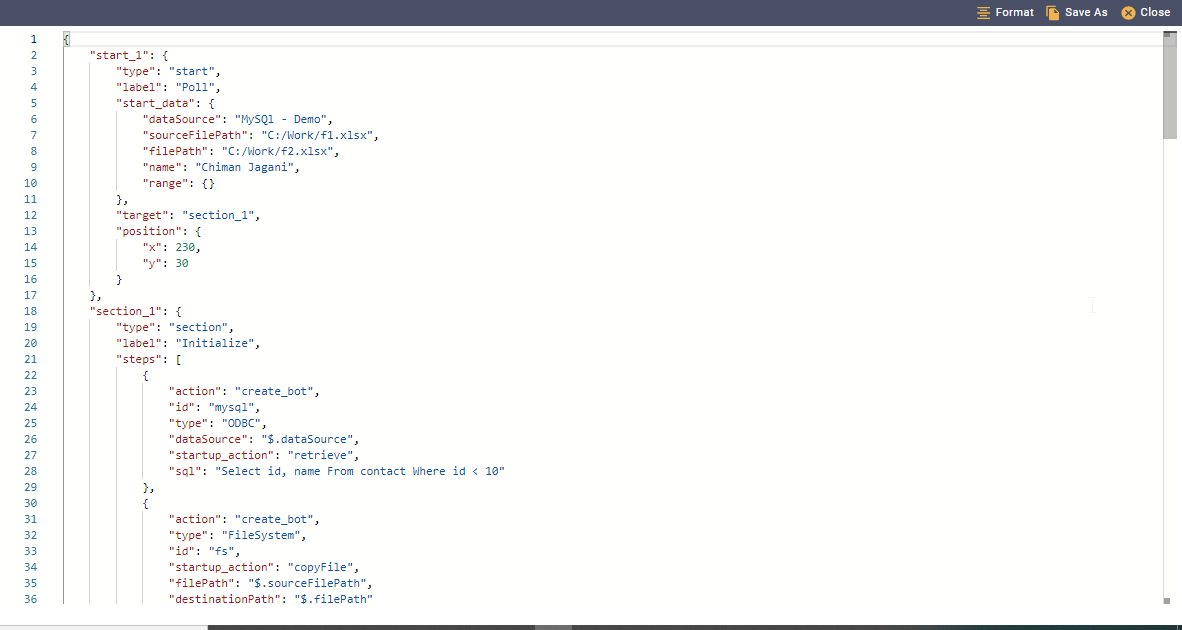 Format Save As Close
1 {
2 "start_1": {
3 "type": "start",
4 "label": "Poll",
5 "start_data": {
6 "dataSource": "MySQl - Demo",
7 "sourceFilePath": "C:/Work/f1.xlsx",
8 "filePath": "C:/Work/f2.xlsx",
9 "name": "Chiman Jagani",
10 "range": {}
11 },
12 "target": "section_1",
13 "position": {
14 "x": 230,
15 "y": 30
16 }
17 },
18 "section_1": {
19 "type": "section",
20 "label": "Initialize",
21 "steps": [
22 {
23 "action": "create_bot",
24 "id": "mysql",
25 "type": "ODBC",
26 "dataSource": "$.dataSource",
27 "startup_action": "retrieve",
28 "sql": "Select id, name From contact Where id < 10"
29 },
30 {
31 "action": "create_bot",
32 "type": "FileSystem",
33 "id": "fs",
34 "startup_action": "copyFile",
35 "filePath": "$.sourceFilePath",
36 "destinationPath": "$.filePath"